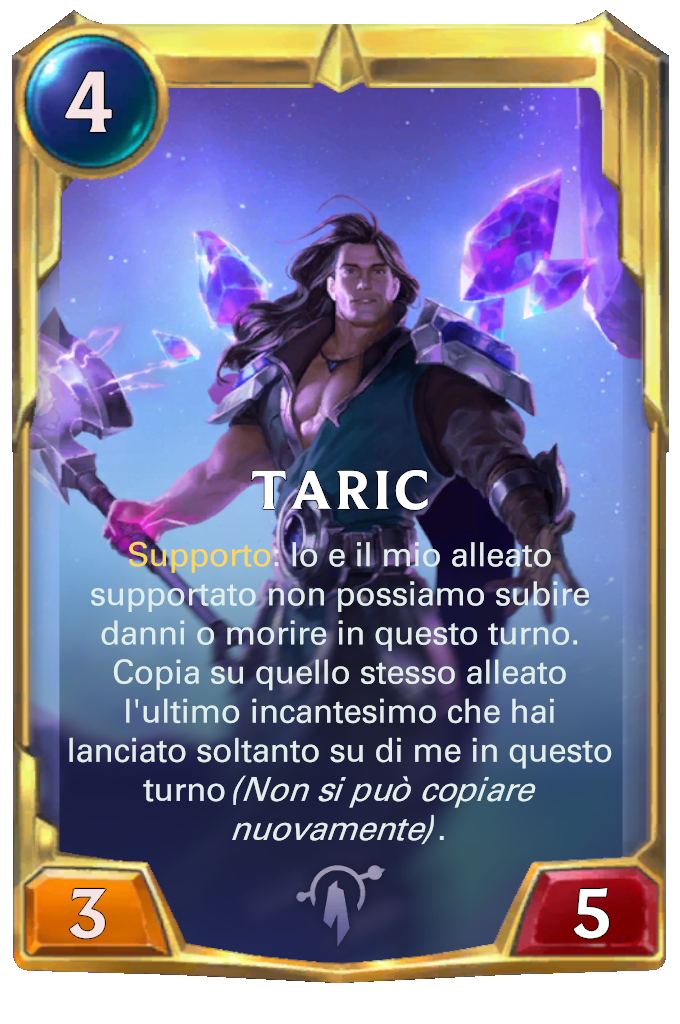 4
TARIC
Supporto: Io e il mio alleato
supportato non possiamo subire
danni o morire in questo turno.
Copia su quello stesso alleato
l'ultimo incantesimo che hai
lanciato soltanto su di me in questo
turno (Non si può copiare
nuovamente).
3
5